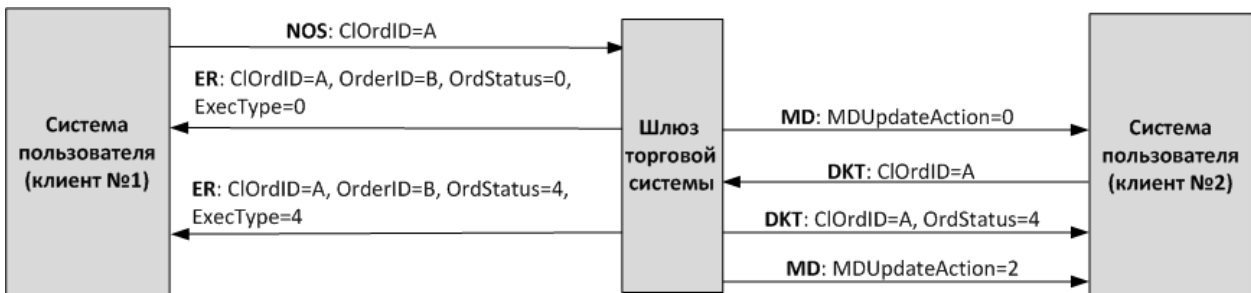 Система
пользователя
(клиент №1)
NOS: ClOrdID=A
ER: ClOrdID=A, OrderID=B, OrdStatus=0,
ExecType=0
ER: ClOrdID=A, OrderID=B, OrdStatus=4,
ExecType=4
Шлюз
торговой
системы
MD: MDUpdateAction=0
DKT: ClOrdID=A
DKT: ClOrdID=A, OrdStatus=4
MD: MDUpdateAction=2
Система
пользователя
(клиент №2)